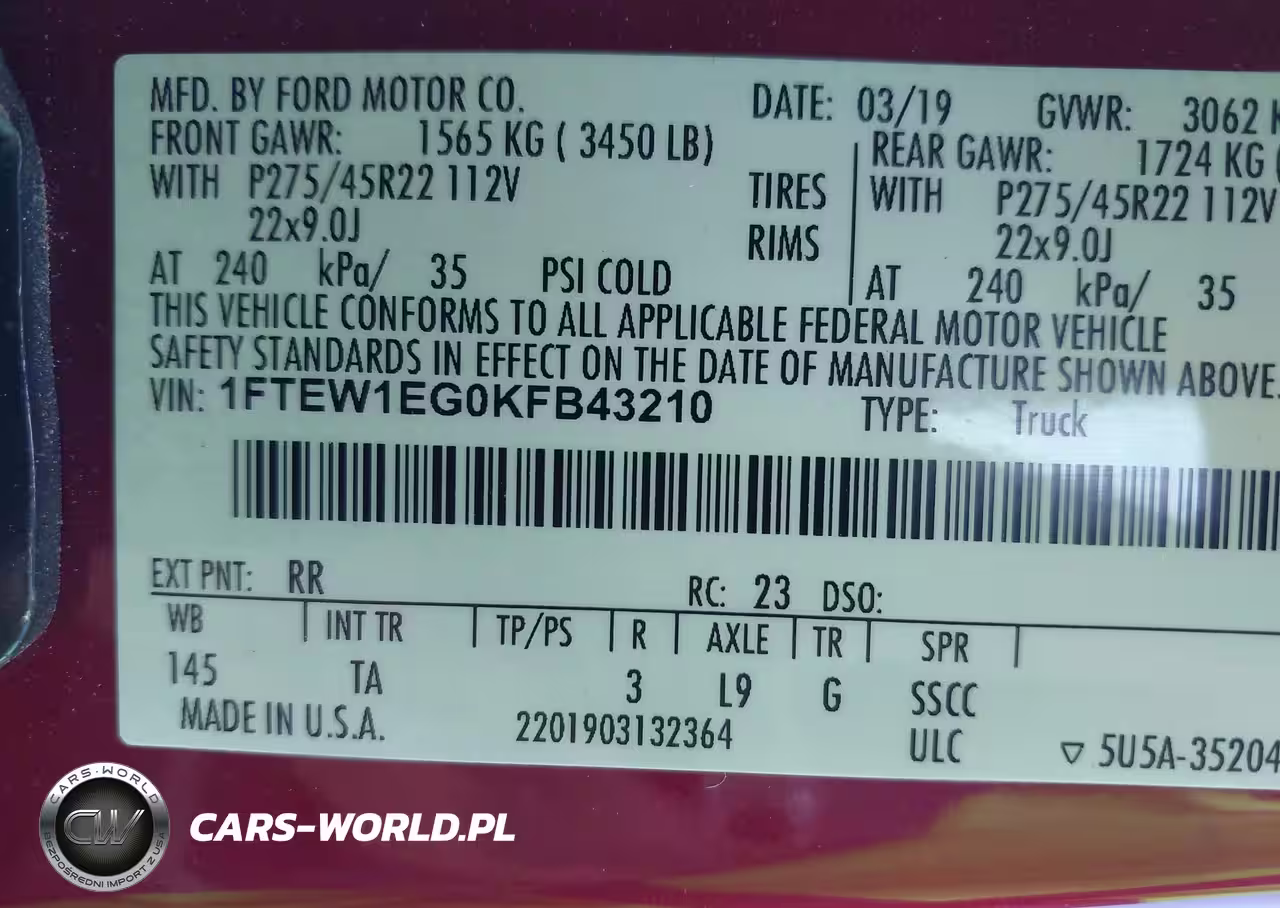 MFD. BY FORD MOTOR CO. DATE: 03/19 GVWR: 3062 K
FRONT GAWR: 1565 KG ( 3450 LB) REAR GAWR: 1724 KG (
WITH P275/45R22 112V TIRES WITH P275/45R22 112V
22x9.0J RIMS 22x9.0J
AT 240 kPa/ 35 PSI COLD AT 240 kPa/ 35
THIS VEHICLE CONFORMS TO ALL APPLICABLE FEDERAL MOTOR VEHICLE
SAFETY STANDARDS IN EFFECT ON THE DATE OF MANUFACTURE SHOWN ABOVE.
VIN: 1FTEW1EG0KFB43210 TYPE: Truck
EXT PNT: RR RC: 23 DSO:
WB INT TR TP/PS R AXLE TR SPR
145 TA 3 L9 G SSCC
MADE IN U.S.A. 2201903132364 ULC ▽ 5U5A-35204
CARS-WORLD
CW
BEZPOŚREDNI IMPORT Z USA
CARS-WORLD.PL